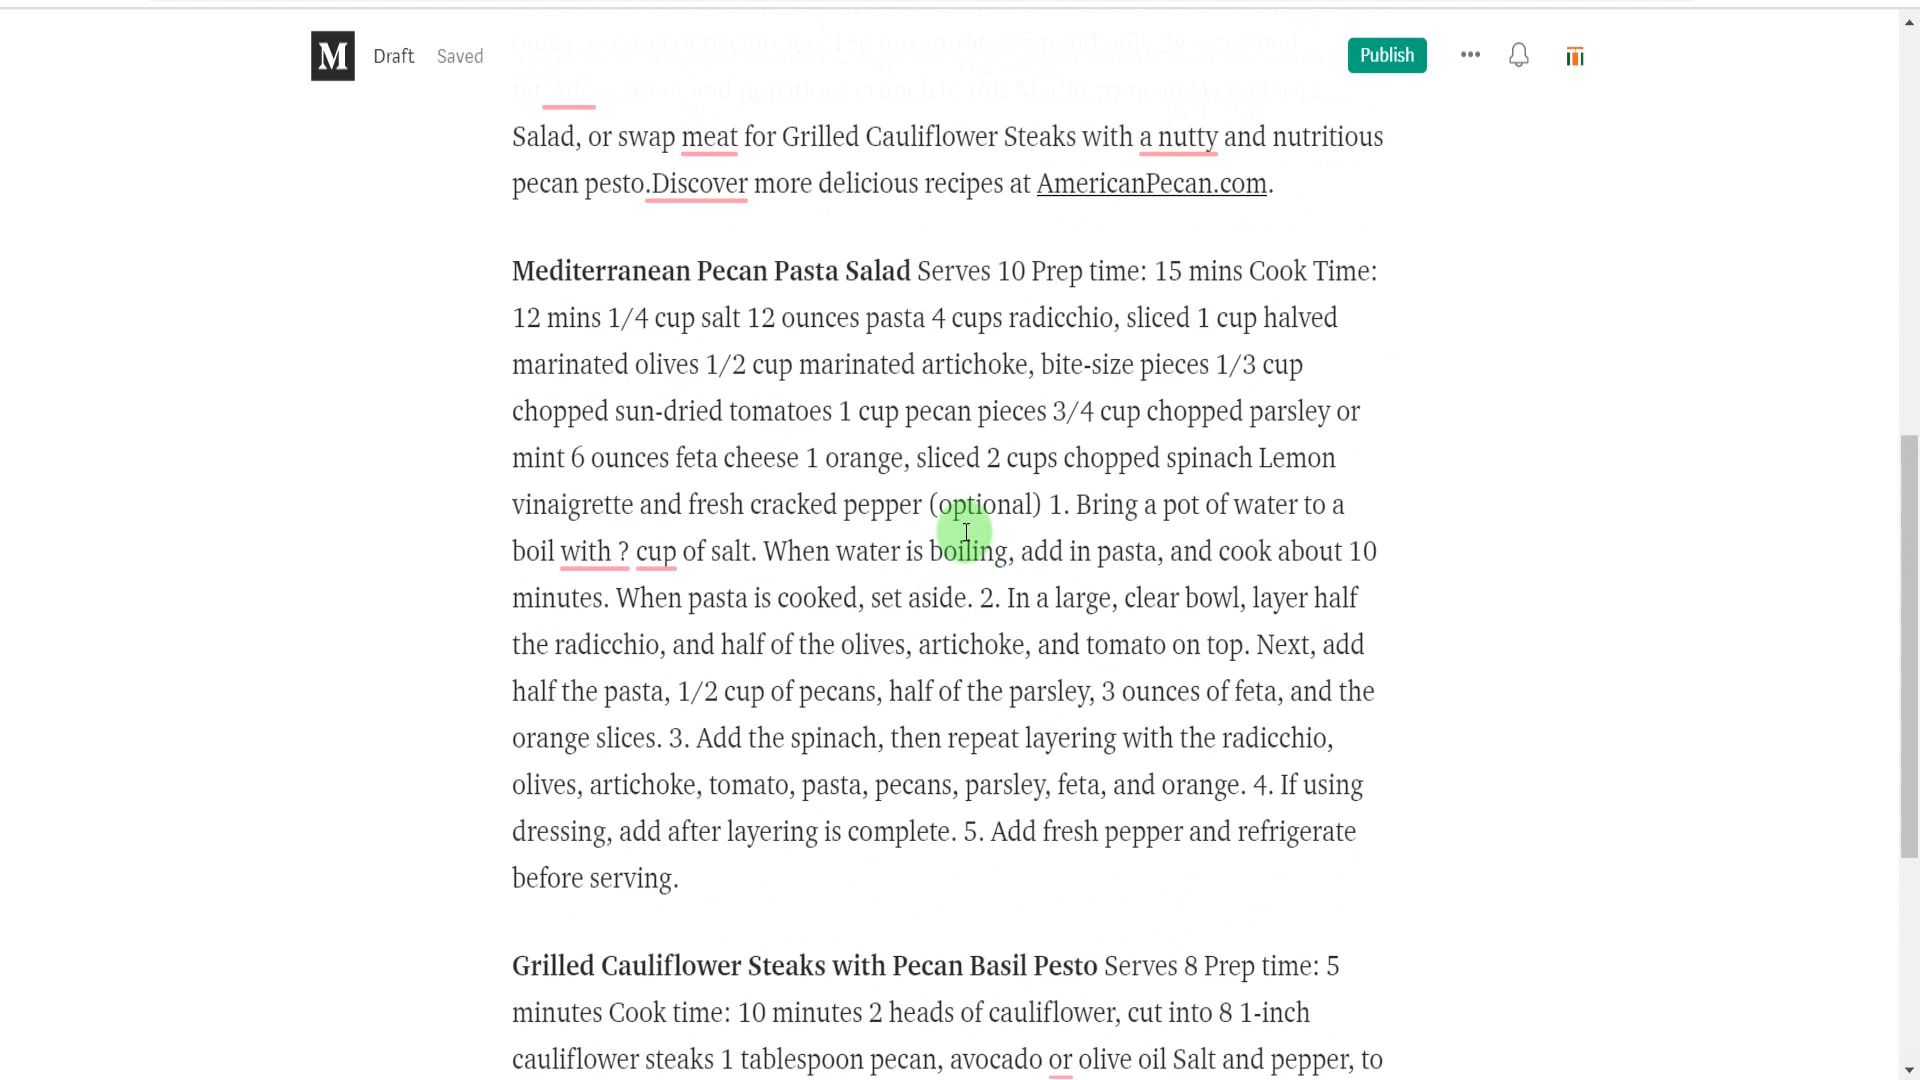 M Draft Saved Publish
Salad, or swap meat for Grilled Cauliflower Steaks with a nutty and nutritious
pecan pesto.Discover more delicious recipes at AmericanPecan.com.
Mediterranean Pecan Pasta Salad Serves 10 Prep time: 15 mins Cook Time:
12 mins 1/4 cup salt 12 ounces pasta 4 cups radicchio, sliced 1 cup halved
marinated olives 1/2 cup marinated artichoke, bite-size pieces 1/3 cup
chopped sun-dried tomatoes 1 cup pecan pieces 3/4 cup chopped parsley or
mint 6 ounces feta cheese 1 orange, sliced 2 cups chopped spinach Lemon
vinaigrette and fresh cracked pepper (optional) 1. Bring a pot of water to a
boil with ? cup of salt. When water is boiling, add in pasta, and cook about 10
minutes. When pasta is cooked, set aside. 2. In a large, clear bowl, layer half
the radicchio, and half of the olives, artichoke, and tomato on top. Next, add
half the pasta, 1/2 cup of pecans, half of the parsley, 3 ounces of feta, and the
orange slices. 3. Add the spinach, then repeat layering with the radicchio,
olives, artichoke, tomato, pasta, pecans, parsley, feta, and orange. 4. If using
dressing, add after layering is complete. 5. Add fresh pepper and refrigerate
before serving.
Grilled Cauliflower Steaks with Pecan Basil Pesto Serves 8 Prep time: 5
minutes Cook time: 10 minutes 2 heads of cauliflower, cut into 8 1-inch
cauliflower steaks 1 tablespoon pecan, avocado or olive oil Salt and pepper, to